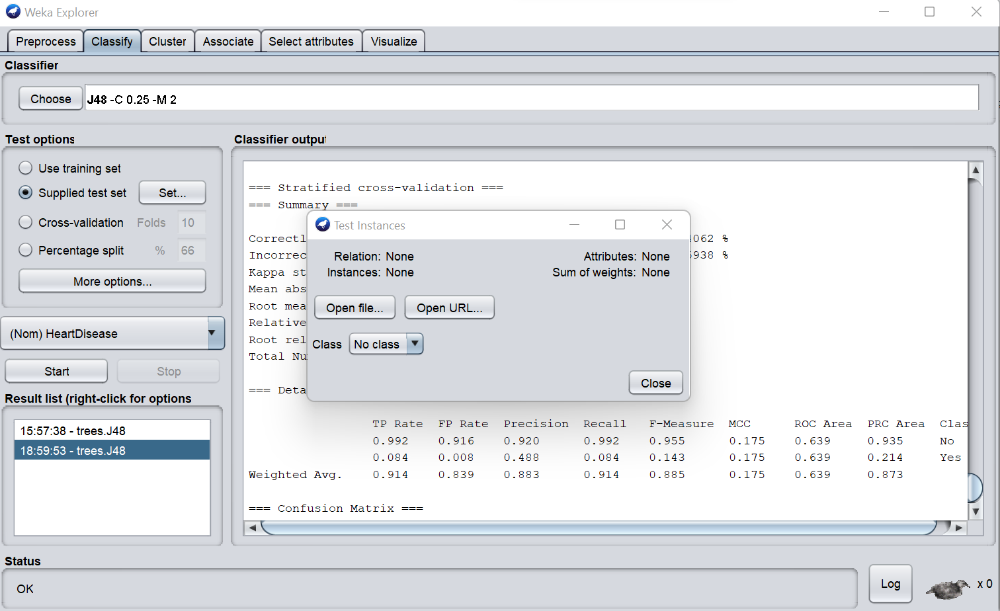 Weka Explorer
Preprocess Classify Cluster Associate Select attributes Visualize
Classifier
Choose J48 -C 0.25 -M 2
Test options
Use training set
Supplied test set Set...
Cross-validation Folds 10
Percentage split % 66
More options...
(Nom) HeartDisease
Start Stop
Result list (right-click for options
15:57:38 - trees.J48
18:59:53 - trees.J48
Classifier output
=== Stratified cross-validation ===
=== Summary ===
Correctl 4062 %
Incorrec 5938 %
Kappa st
Mean abs
Root mea
Relative
Root rel
Total Nu
=== Deta
TP Rate FP Rate Precision Recall F-Measure MCC ROC Area PRC Area Clas
0.992 0.916 0.920 0.992 0.955 0.175 0.639 0.935 No
0.084 0.008 0.488 0.084 0.143 0.175 0.639 0.214 Yes
Weighted Avg. 0.914 0.839 0.883 0.914 0.885 0.175 0.639 0.873
=== Confusion Matrix ===
Test Instances
Relation: None Attributes: None
Instances: None Sum of weights: None
Open file... Open URL...
Class No class
Close
Status
OK
Log x 0